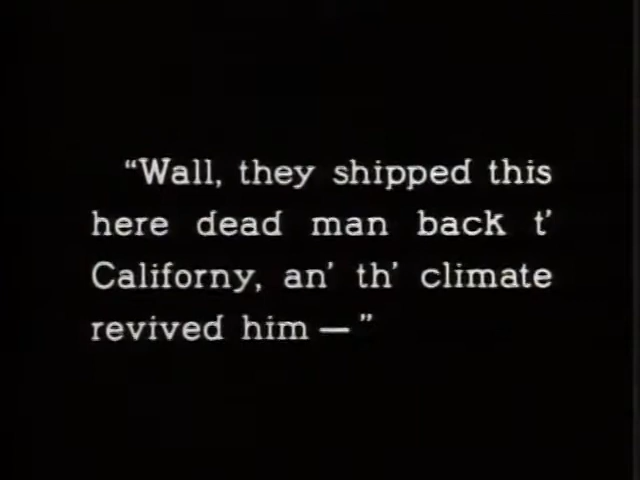 “Wall, they shipped this
here dead man back t’
Californy, an’ th’ climate
revived him — ”